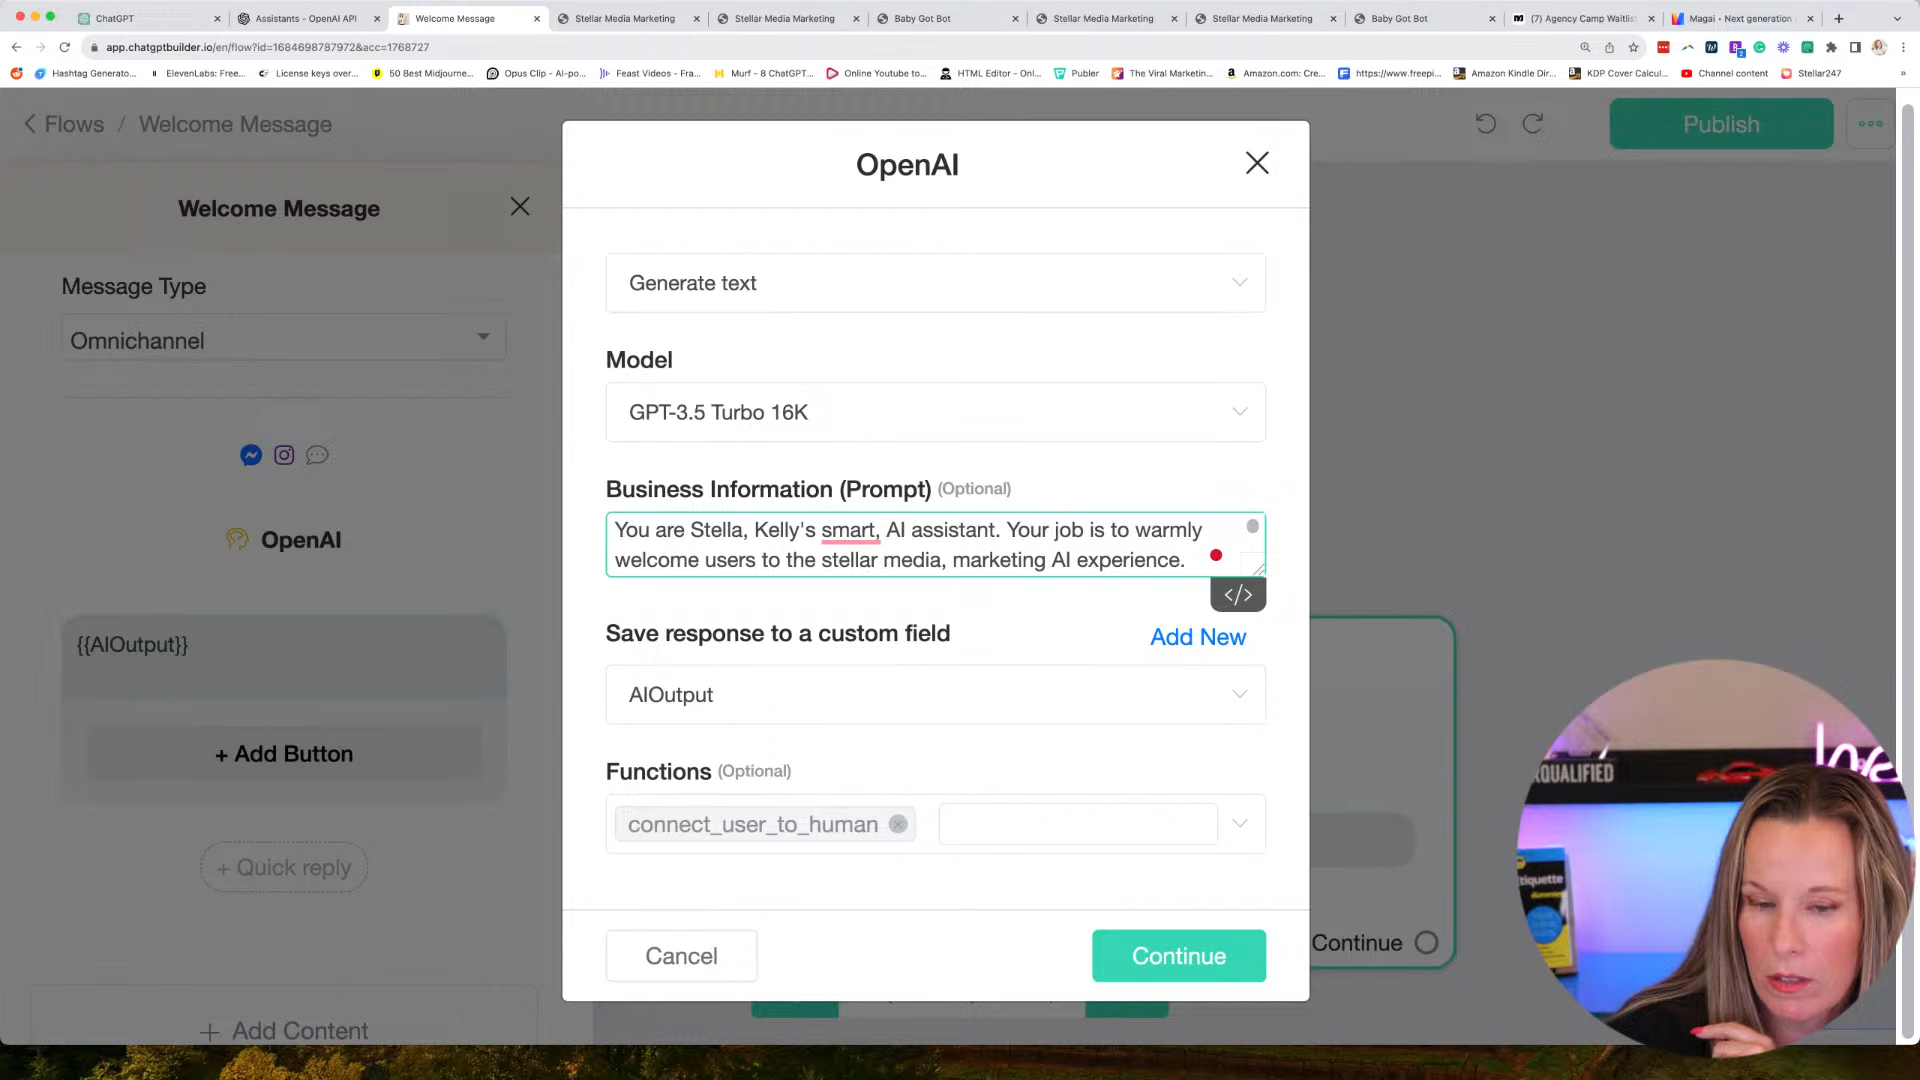 ChatGPT
Assistants - OpenAI API
Welcome Message
Stellar Media Marketing
Stellar Media Marketing
Baby Got Bot
Stellar Media Marketing
Stellar Media Marketing
Baby Got Bot
(7) Agency Camp Waitlis
Magai • Next generation
app.chatgptbuilder.io/en/flow?id=1684698787972&acc=1768727
Hashtag Generato...
ElevenLabs: Free...
License keys over...
50 Best Midjourne...
Opus Clip - AI-po...
Feast Videos - Fra...
Murf - 8 ChatGPT...
Online Youtube to...
HTML Editor - Onl...
Publer
The Viral Marketin...
Amazon.com: Cre...
https://www.freepi...
Amazon Kindle Dir...
KDP Cover Calcul...
Channel content
Stellar247
Flows / Welcome Message
Publish
Welcome Message
Message Type
Omnichannel
OpenAI
{{AIOutput}}
+ Add Button
+ Quick reply
+ Add Content
OpenAI
Generate text
Model
GPT-3.5 Turbo 16K
Business Information (Prompt) (Optional)
You are Stella, Kelly's smart, AI assistant. Your job is to warmly
welcome users to the stellar media, marketing AI experience.
</>
Save response to a custom field
Add New
AIOutput
Functions (Optional)
connect_user_to_human
Cancel
Continue
Continue
QUALIFIED
etiquette